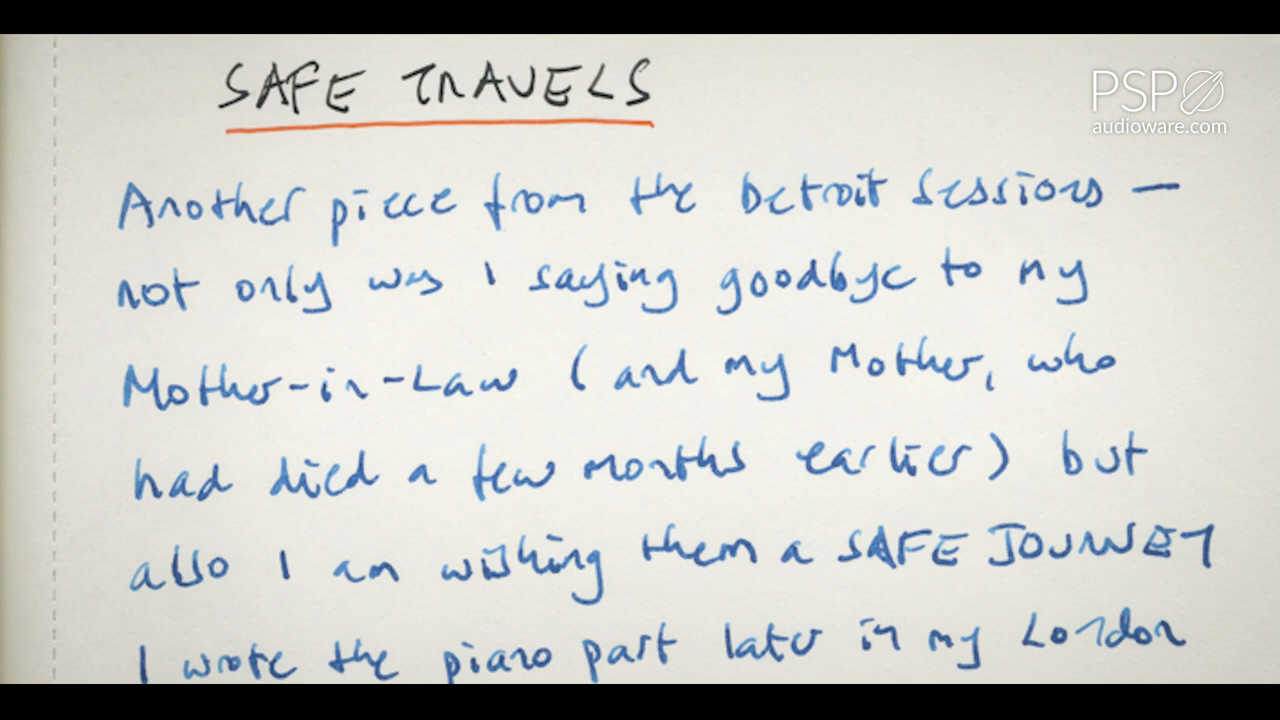 SAFE TRAVELS
PSP
audioware.com
Another piece from the Detroit sessions —
not only was I saying goodbye to my
Mother-in-Law (and my Mother, who
had died a few months earlier) but
also I am wishing them a SAFE JOURNEY
I wrote the piano part later in my London